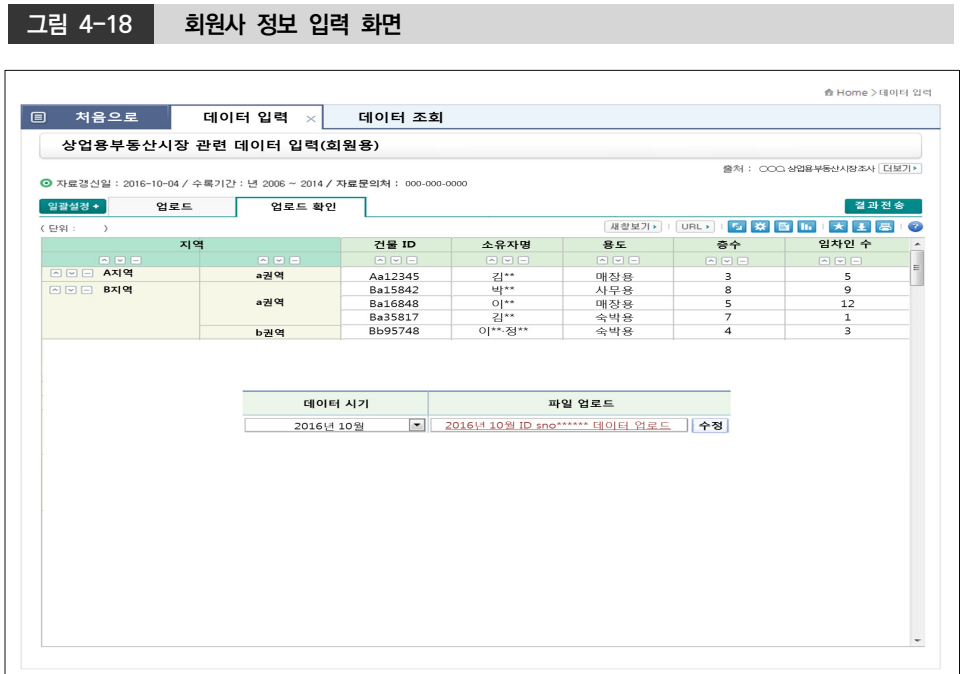 그림 4-18 회원사 정보 입력 화면
Home > 데이터 입력
처음으로 데이터 입력 × 데이터 조회
상업용부동산시장 관련 데이터 입력(회원용)
출처 : ○○○, 상업용부동산시장조사 더보기
자료갱신일 : 2016-10-04 / 수록기간 : 년 2006 ~ 2014 / 자료문의처 : 000-000-0000
일괄설정 + 업로드 업로드 확인 결과전송
( 단위 : ) 새창보기 URL
지역 건물 ID 소유자명 용도 층수 임차인 수
A지역 a권역 Aa12345 김** 매장용 3 5
B지역 a권역 Ba15842 박** 사무용 8 9
Ba16848 이** 매장용 5 12
Ba35817 김** 숙박용 7 1
b권역 Bb95748 이**·정** 숙박용 4 3
데이터 시기 파일 업로드
2016년 10월 2016년 10월 ID sno****** 데이터 업로드 수정